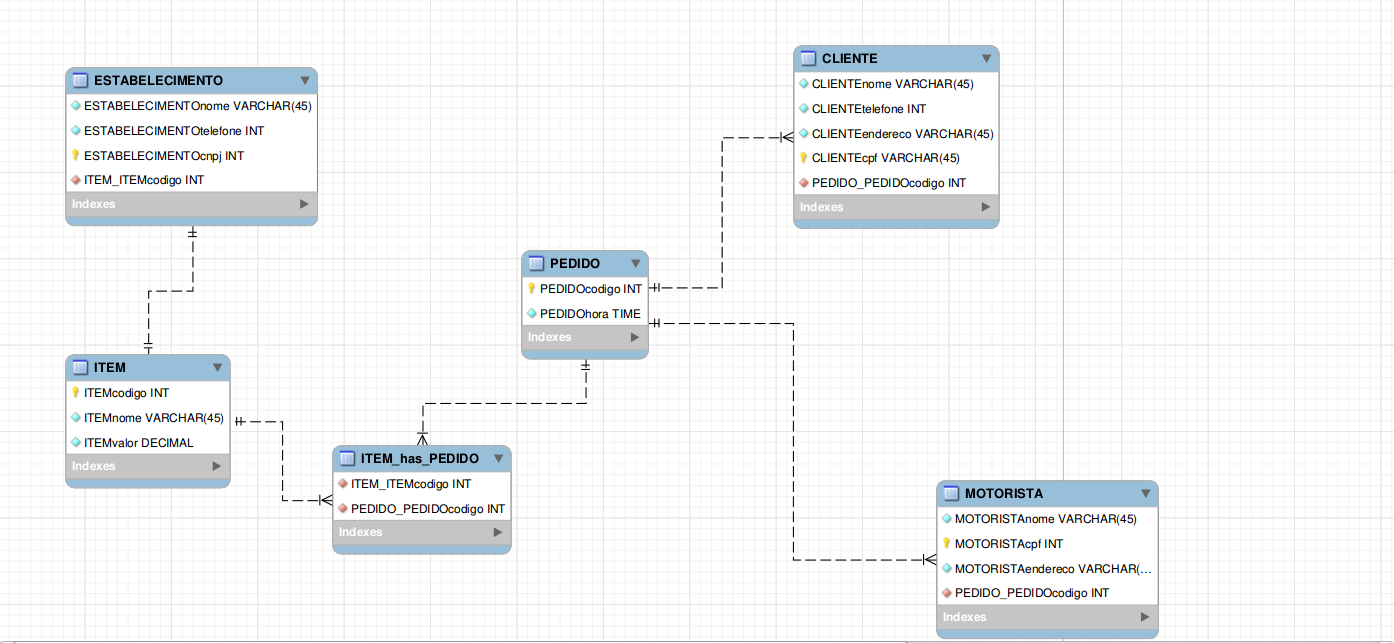 ESTABELECIMENTO
ESTABELECIMENTOnome VARCHAR(45)
ESTABELECIMENTOtelefone INT
ESTABELECIMENTOcnpj INT
ITEM_ITEMcodigo INT
Indexes
CLIENTE
CLIENTEnome VARCHAR(45)
CLIENTEtelefone INT
CLIENTEendereco VARCHAR(45)
CLIENTEcpf VARCHAR(45)
PEDIDO_PEDIDOcodigo INT
Indexes
PEDIDO
PEDIDOcodigo INT
PEDIDOhora TIME
Indexes
ITEM
ITEMcodigo INT
ITEMnome VARCHAR(45)
ITEMvalor DECIMAL
Indexes
ITEM_has_PEDIDO
ITEM_ITEMcodigo INT
PEDIDO_PEDIDOcodigo INT
Indexes
MOTORISTA
MOTORISTAnome VARCHAR(45)
MOTORISTAcpf INT
MOTORISTAendereco VARCHAR(...
PEDIDO_PEDIDOcodigo INT
Indexes